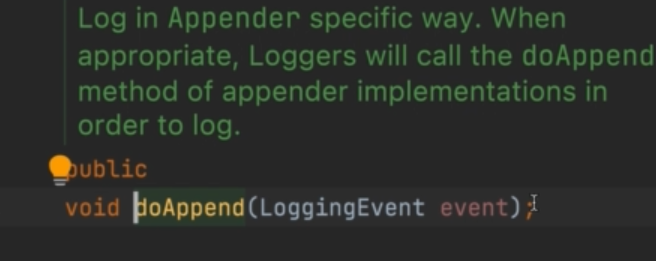 Log in Appender specific way. When
appropriate, Loggers will call the doAppend
method of appender implementations in
order to log.
public
void doAppend(LoggingEvent event);